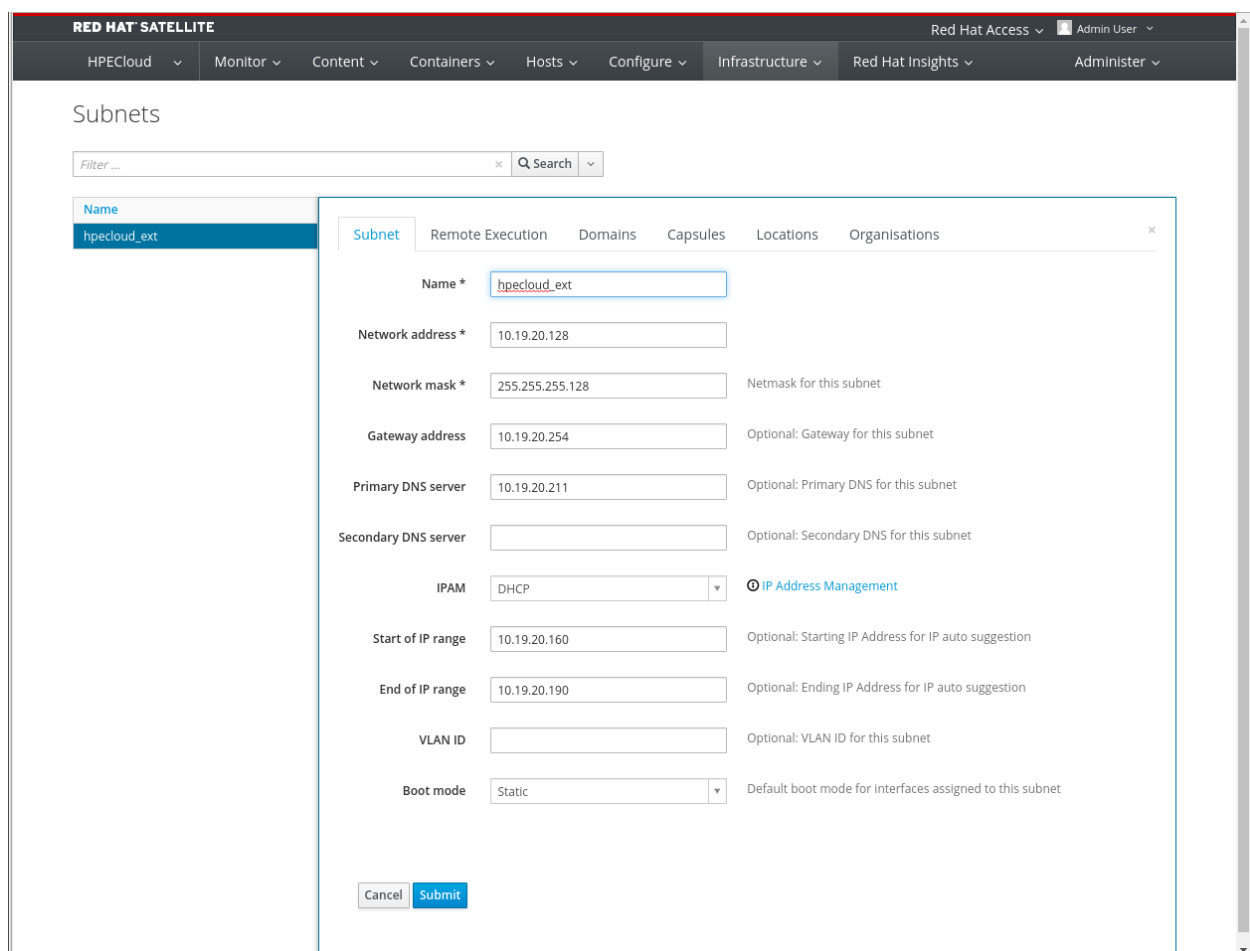 RED HAT SATELLITE
Red Hat Access Admin User
HPECloud Monitor Content Containers Hosts Configure Infrastructure Red Hat Insights Administer
Subnets
Filter ... × Search
Name
hpecloud_ext
Subnet Remote Execution Domains Capsules Locations Organisations ×
Name * hpecloud_ext
Network address * 10.19.20.128
Network mask * 255.255.255.128 Netmask for this subnet
Gateway address 10.19.20.254 Optional: Gateway for this subnet
Primary DNS server 10.19.20.211 Optional: Primary DNS for this subnet
Secondary DNS server Optional: Secondary DNS for this subnet
IPAM DHCP IP Address Management
Start of IP range 10.19.20.160 Optional: Starting IP Address for IP auto suggestion
End of IP range 10.19.20.190 Optional: Ending IP Address for IP auto suggestion
VLAN ID Optional: VLAN ID for this subnet
Boot mode Static Default boot mode for interfaces assigned to this subnet
Cancel Submit